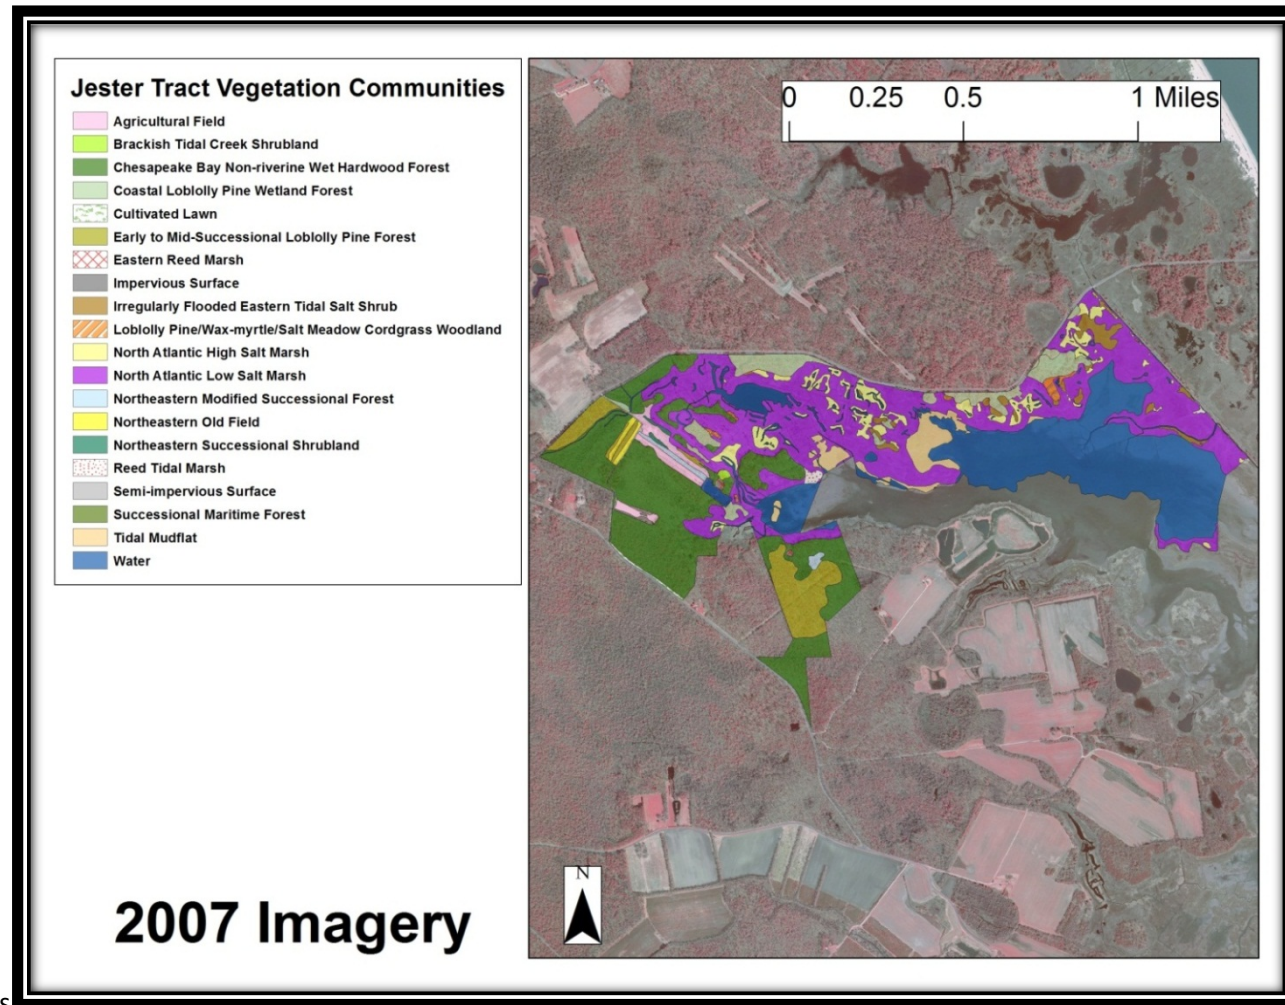 Jester Tract Vegetation Communities
Agricultural Field
Brackish Tidal Creek Shrubland
Chesapeake Bay Non-riverine Wet Hardwood Forest
Coastal Loblolly Pine Wetland Forest
Cultivated Lawn
Early to Mid-Successional Loblolly Pine Forest
Eastern Reed Marsh
Impervious Surface
Irregularly Flooded Eastern Tidal Salt Shrub
Loblolly Pine/Wax-myrtle/Salt Meadow Cordgrass Woodland
North Atlantic High Salt Marsh
North Atlantic Low Salt Marsh
Northeastern Modified Successional Forest
Northeastern Old Field
Northeastern Successional Shrubland
Reed Tidal Marsh
Semi-impervious Surface
Successional Maritime Forest
Tidal Mudflat
Water
0 0.25 0.5 1 Miles
N
2007 Imagery
s